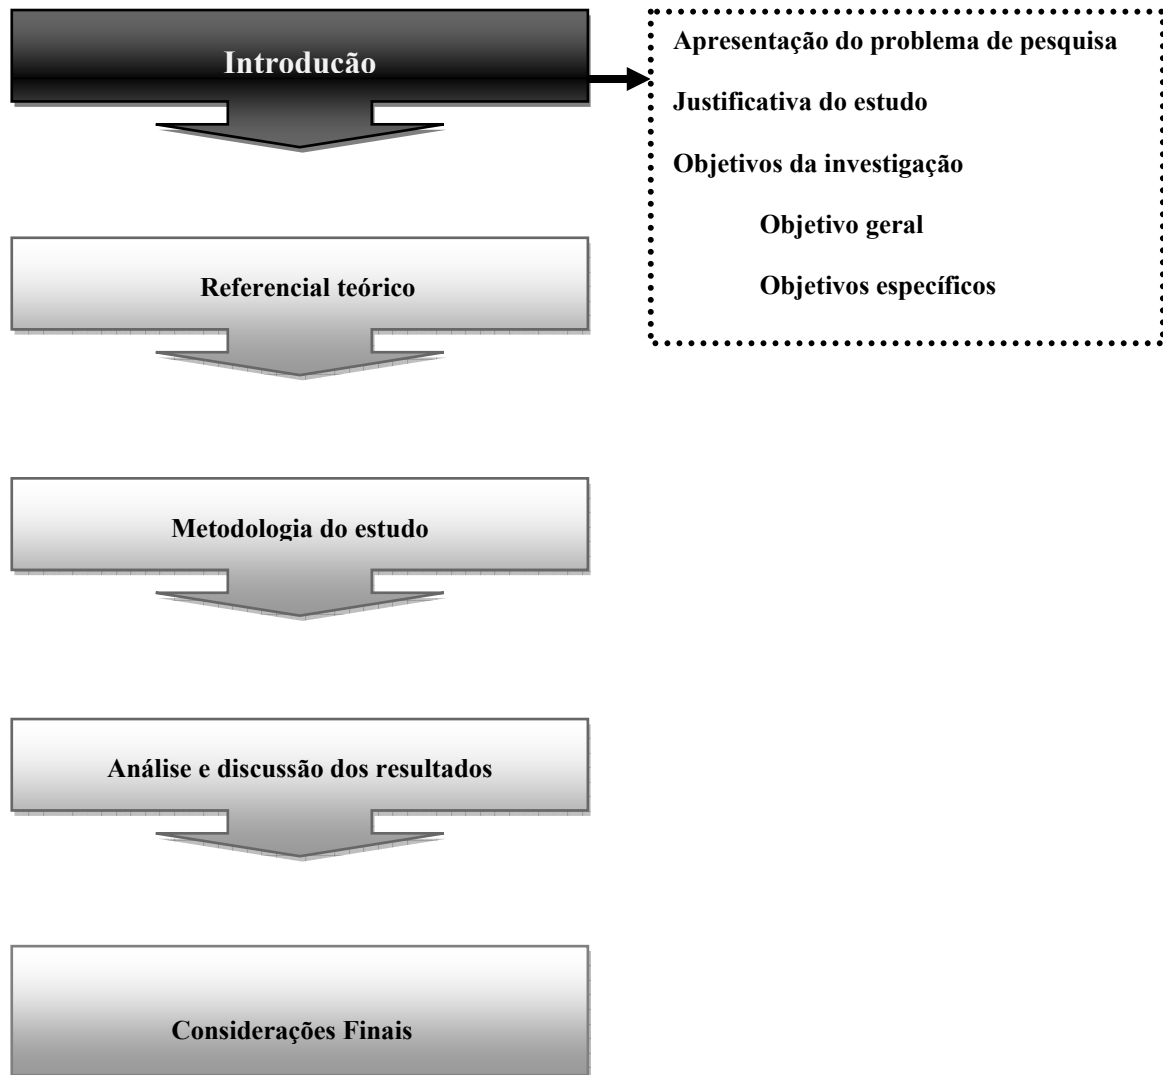 Introducão
Apresentação do problema de pesquisa
Justificativa do estudo
Objetivos da investigação
Objetivo geral
Objetivos específicos
Referencial teórico
Metodologia do estudo
Análise e discussão dos resultados
Considerações Finais